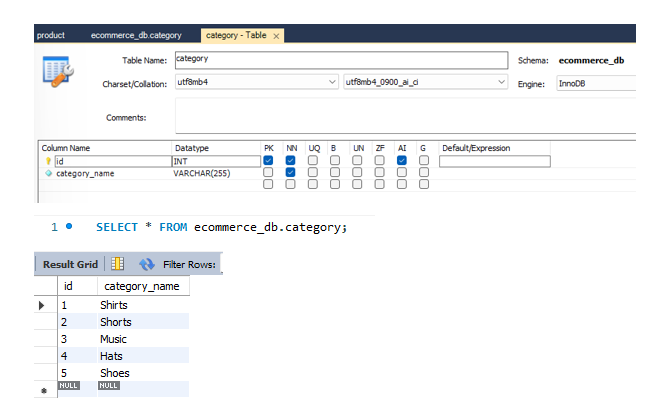 product ecommerce_db.category category - Table ×
Table Name: category Schema: ecommerce_db
Charset/Collation: utf8mb4 utf8mb4_0900_ai_ci Engine: InnoDB
Comments:
Column Name Datatype PK NN UQ B UN ZF AI G Default/Expression
id INT
category_name VARCHAR(255)
1 SELECT * FROM ecommerce_db.category;
Result Grid Filter Rows:
id category_name
1 Shirts
2 Shorts
3 Music
4 Hats
5 Shoes
NULL NULL